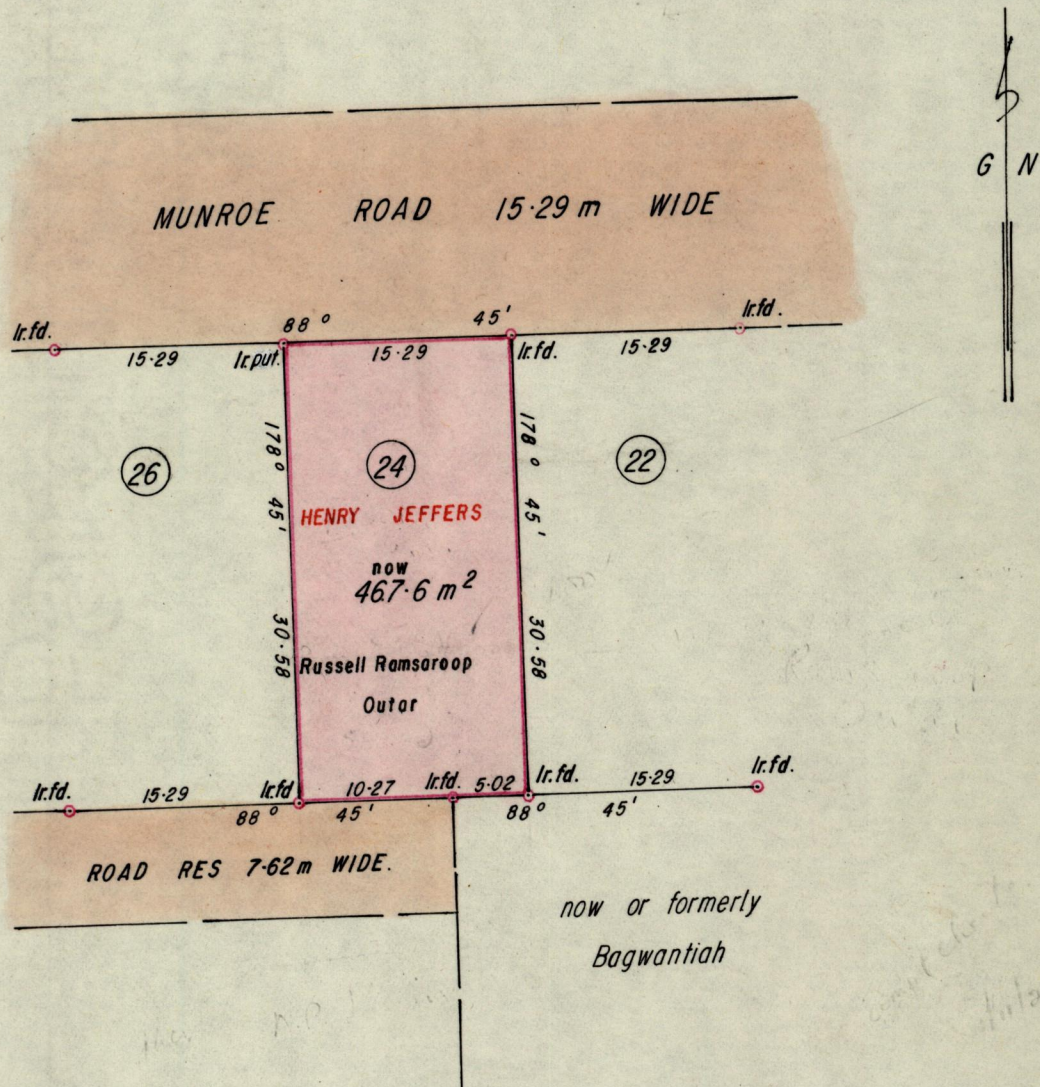 G N
MUNROE ROAD 15·29 m WIDE
Ir.fd.
88° 45'
Ir.fd.
15·29
Ir.put.
15·29
Ir.fd.
15·29
178° 45'
30·58
178° 45'
30·58
26
24
22
HENRY JEFFERS
now
467·6 m²
Russell Ramsaroop
Outar
Ir.fd.
15·29
Ir.fd
10·27
Ir.fd.
5·02
Ir.fd.
15·29
Ir.fd.
88° 45'
88° 45'
ROAD RES 7·62m WIDE.
now or formerly
Bagwantiah